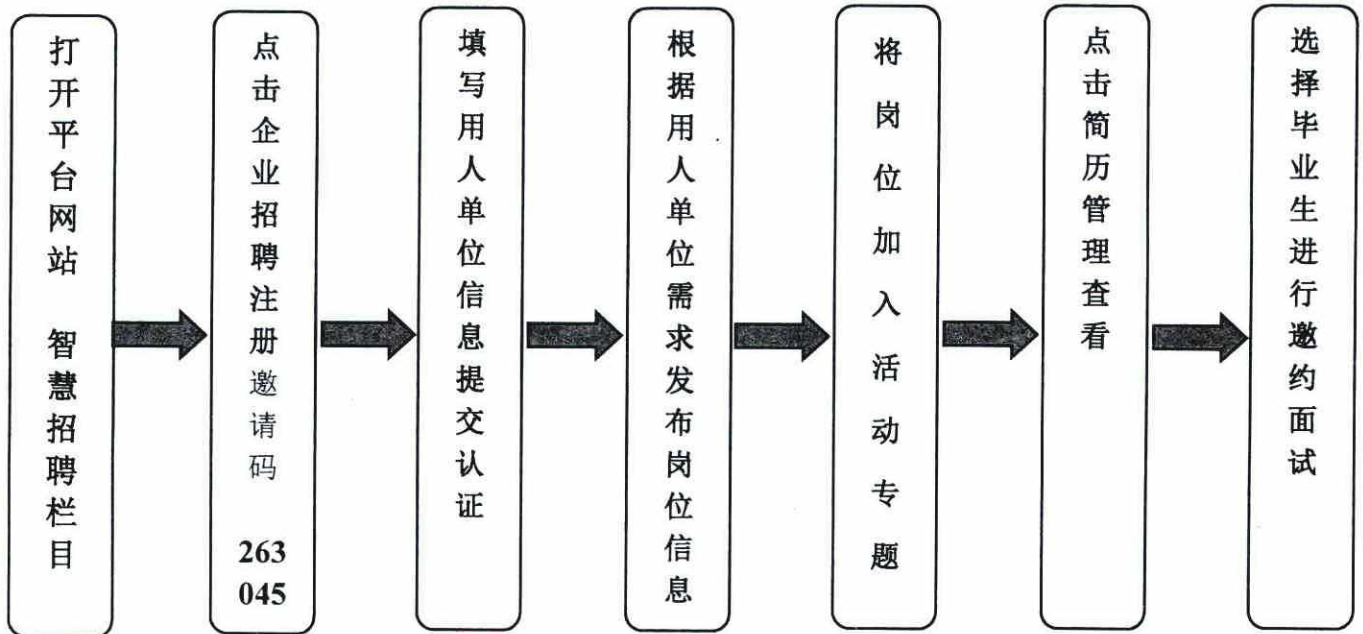 打开平台网站 智慧招聘栏目
点击企业招聘注册邀请码
263
045
填写用人单位信息提交认证
根据用人单位需求发布岗位信息
将岗位加入活动专题
点击简历管理查看
选择毕业生进行邀约面试